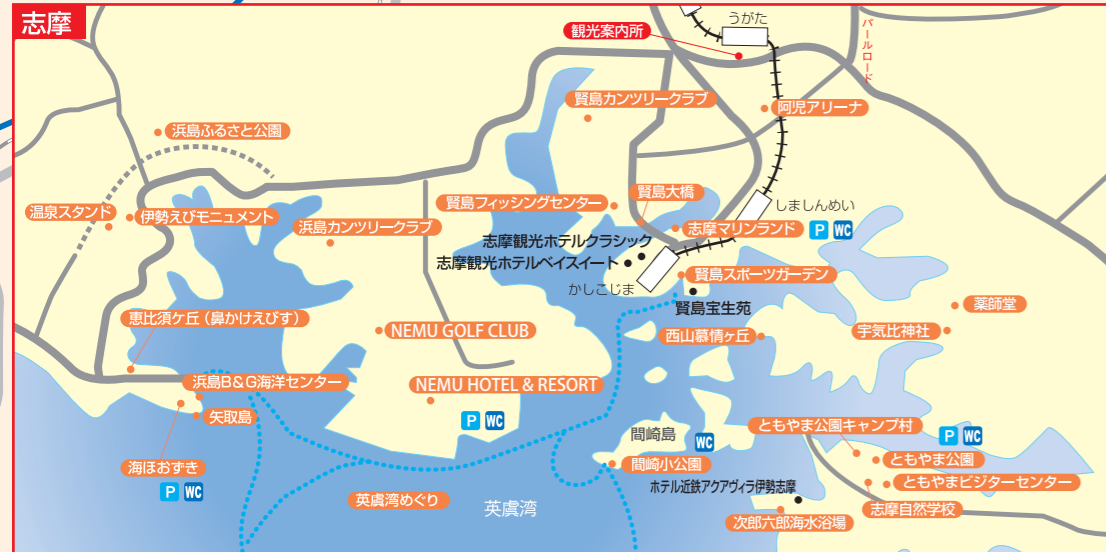 志摩
うがた
観光案内所
パールロード
賢島カンツリークラブ
阿児アリーナ
浜島ふるさと公園
温泉スタンド
伊勢えびモニュメント
浜島カンツリークラブ
賢島フィッシングセンター
賢島大橋
しましんめい
志摩マリンランド
P WC
志摩観光ホテルクラシック
志摩観光ホテルベイスイート
かしこじま
賢島スポーツガーデン
賢島宝生苑
薬師堂
恵比須ケ丘(鼻かけえびす)
NEMU GOLF CLUB
西山慕情ヶ丘
宇気比神社
浜島B&G海洋センター
NEMU HOTEL & RESORT
矢取島
P WC
間崎島
WC
ともやま公園キャンプ村
P WC
海ほおずき
P WC
間崎小公園
ともやま公園
ホテル近鉄アクアヴィラ伊勢志摩
ともやまビジターセンター
英虞湾めぐり
英虞湾
志摩自然学校
次郎六郎海水浴場